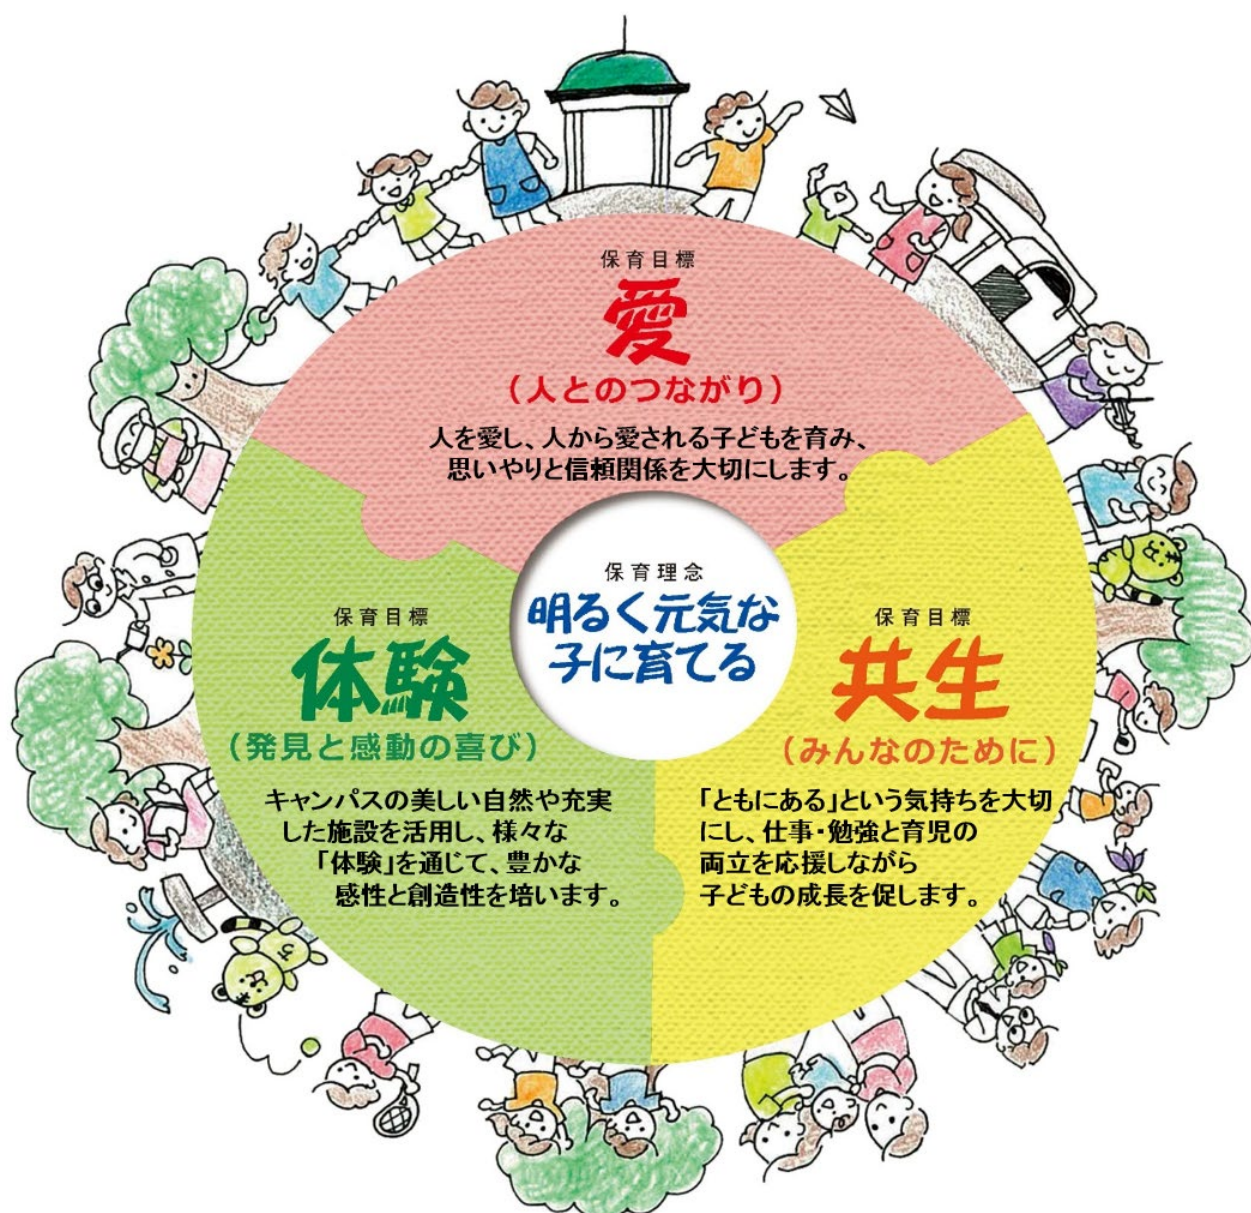 保育目標
愛
（人とのつながり）
人を愛し、人から愛される子どもを育み、
思いやりと信頼関係を大切にします。
保育理念
明るく元気な
子に育てる
保育目標
体験
（発見と感動の喜び）
キャンパスの美しい自然や充実
した施設を活用し、様々な
「体験」を通じて、豊かな
感性と創造性を培います。
保育目標
共生
（みんなのために）
「ともにある」という気持ちを大切
にし、仕事・勉強と育児の
両立を応援しながら
子どもの成長を促します。